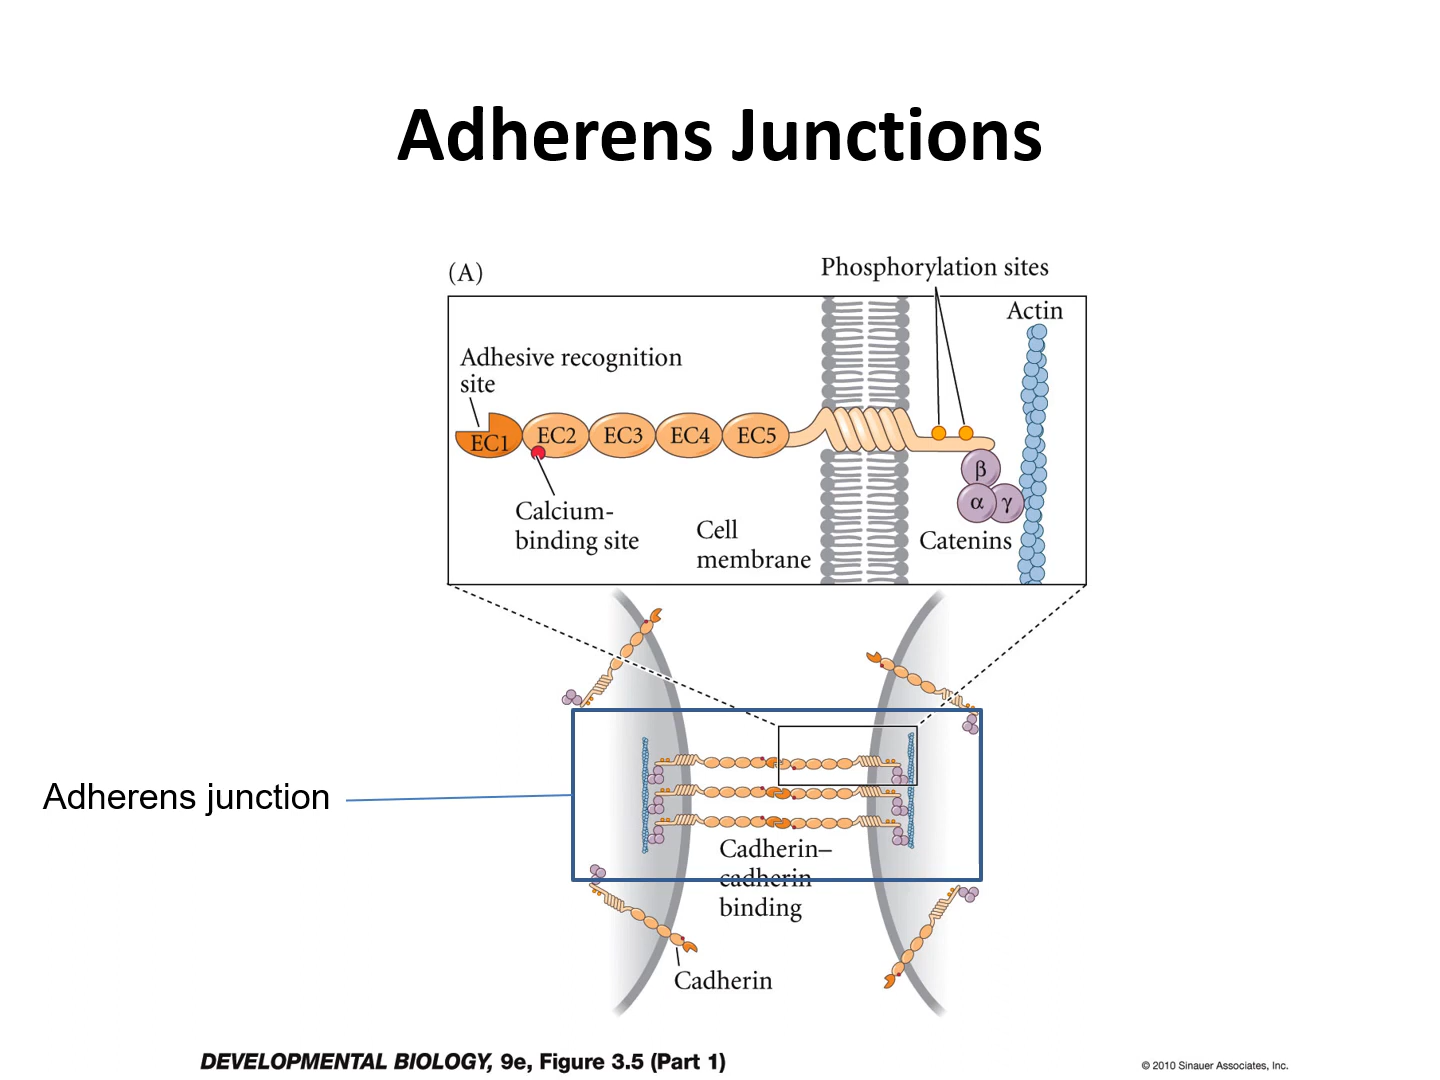 Adherens Junctions
(A)
Phosphorylation sites
Actin
Adhesive recognition
site
EC1 EC2 EC3 EC4 EC5
β
α γ
Calcium-
binding site
Cell
membrane
Catenins
Adherens junction
Cadherin–
cadherin
binding
Cadherin
DEVELOPMENTAL BIOLOGY, 9e, Figure 3.5 (Part 1)
© 2010 Sinauer Associates, Inc.